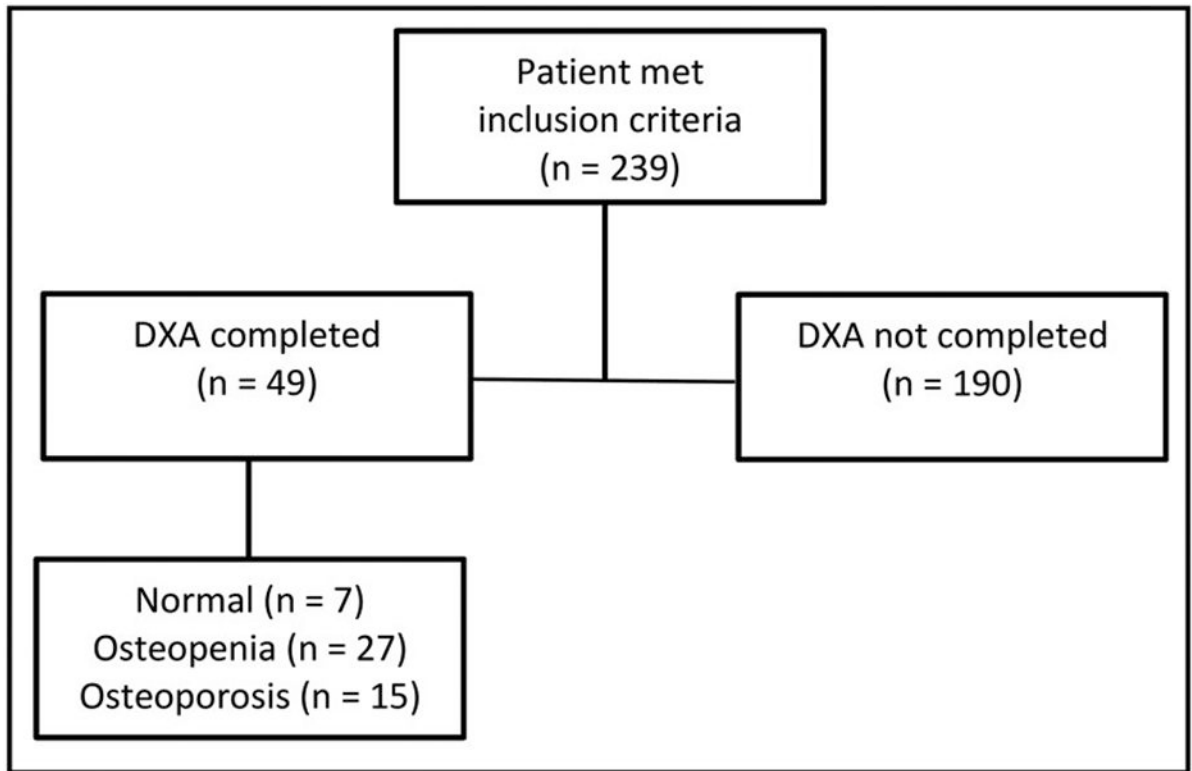 Patient met
inclusion criteria
(n = 239)
DXA completed
(n = 49)
DXA not completed
(n = 190)
Normal (n = 7)
Osteopenia (n = 27)
Osteoporosis (n = 15)